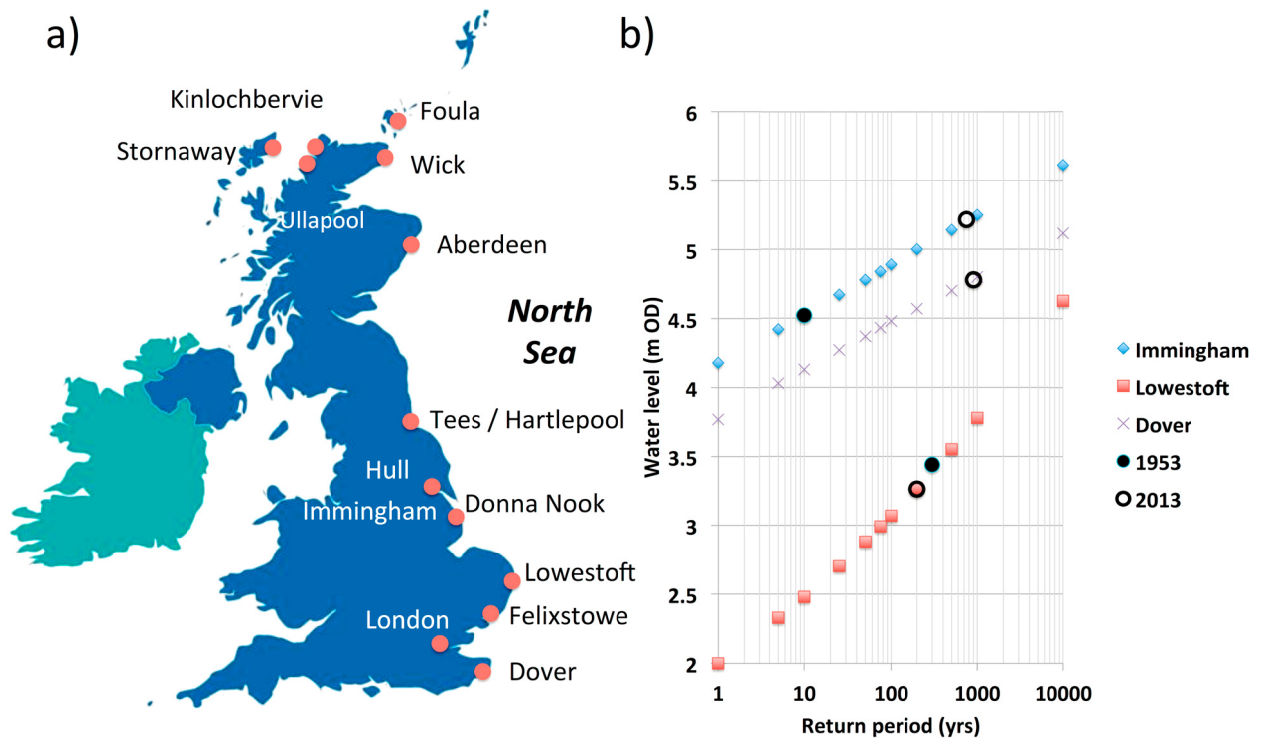 a)
Kinlochbervie
Foula
Stornaway
Wick
Ullapool
Aberdeen
North
Sea
Tees / Hartlepool
Hull
Donna Nook
Immingham
Lowestoft
London
Felixstowe
Dover
b)
6
5.5
5
4.5
4
3.5
3
2.5
2
Water level (m OD)
1 10 100 1000 10000
Return period (yrs)
Immingham
Lowestoft
Dover
1953
2013